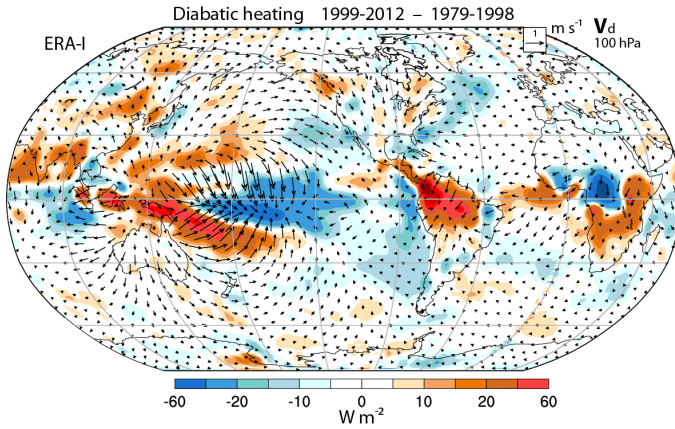 Diabatic heating 1999-2012 – 1979-1998
ERA-I
1 m s⁻¹ Vd
100 hPa
-60 -20 -10 0 10 20 60
W m⁻²